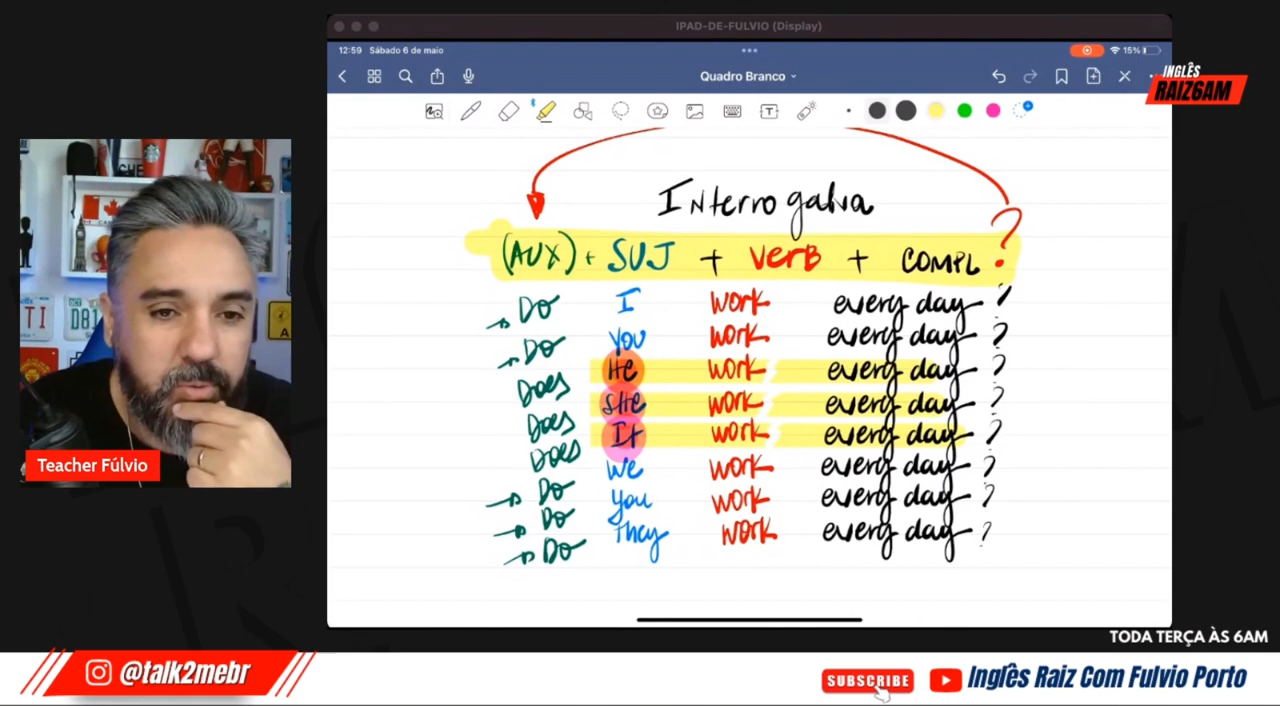 IPAD-DE-FULVIO (Display)
12:59 Sábado 6 de maio
15%
Quadro Branco
INGLÊS
RAIZ6AM
Interrogativa
(AUX) + SUJ + VerB + COMPL ?
DO I work every day ?
DO YOU work every day ?
Does He work every day ?
Does SHe work every day ?
Does It work every day ?
DO We work every day ?
DO you work every day ?
DO They work every day ?
Teacher Fúlvio
TODA TERÇA ÀS 6AM
@talk2mebr
SUBSCRIBE
Inglês Raiz Com Fulvio Porto